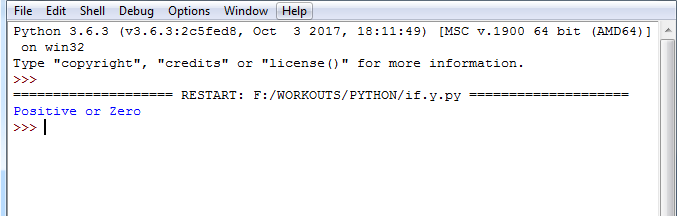 File Edit Shell Debug Options Window Help
Python 3.6.3 (v3.6.3:2c5fed8, Oct  3 2017, 18:11:49) [MSC v.1900 64 bit (AMD64)]
 on win32
Type "copyright", "credits" or "license()" for more information.
>>>
==================== RESTART: F:/WORKOUTS/PYTHON/if.y.py ====================
Positive or Zero
>>>